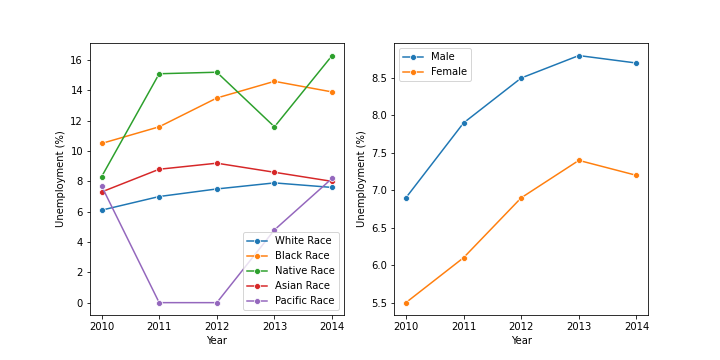 Unemployment (%)
16
14
12
10
8
6
4
2
0
White Race
Black Race
Native Race
Asian Race
Pacific Race
2010 2011 2012 2013 2014
Year
Unemployment (%)
8.5
8.0
7.5
7.0
6.5
6.0
5.5
Male
Female
2010 2011 2012 2013 2014
Year